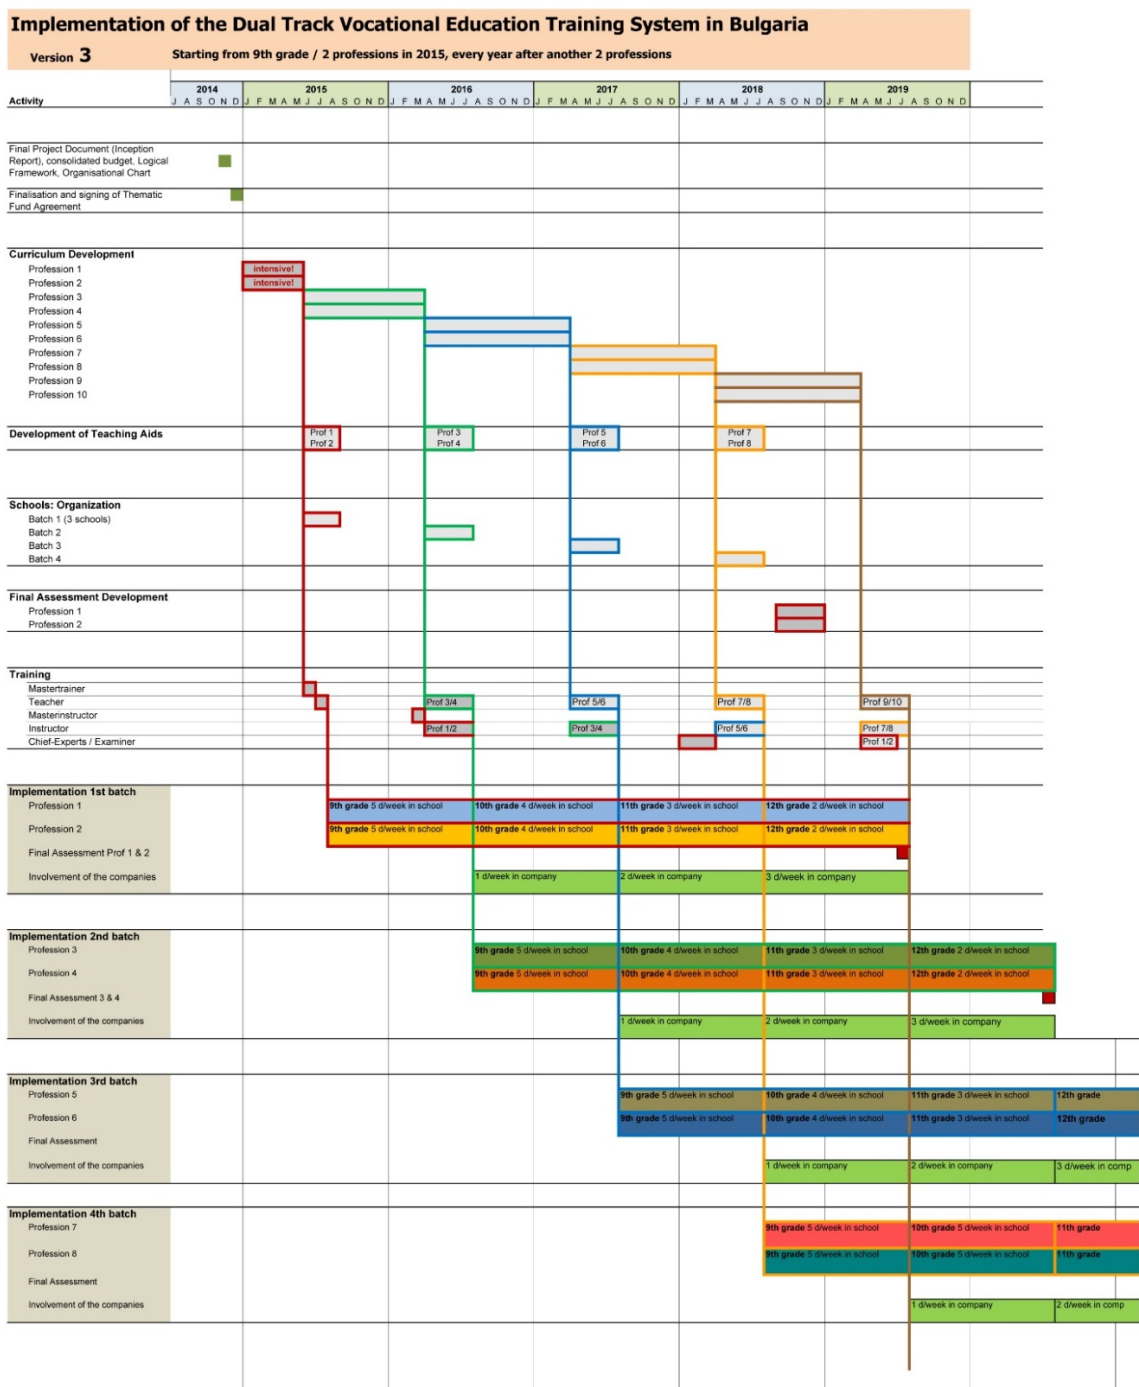 Implementation of the Dual Track Vocational Education Training System in Bulgaria
Version 3 Starting from 9th grade / 2 professions in 2015, every year after another 2 professions
2014 2015 2016 2017 2018 2019
Activity J A S O N D J F M A M J J A S O N D J F M A M J J A S O N D J F M A M J J A S O N D J F M A M J J A S O N D J F M A M J J A S O N D
Final Project Document (Inception
Report), consolidated budget, Logical
Framework, Organisational Chart
Finalisation and signing of Thematic
Fund Agreement
Curriculum Development
Profession 1 intensive!
Profession 2 intensive!
Profession 3
Profession 4
Profession 5
Profession 6
Profession 7
Profession 8
Profession 9
Profession 10
Development of Teaching Aids Prof 1 Prof 3 Prof 5 Prof 7
Prof 2 Prof 4 Prof 6 Prof 8
Schools: Organization
Batch 1 (3 schools)
Batch 2
Batch 3
Batch 4
Final Assessment Development
Profession 1
Profession 2
Training
Mastertrainer
Teacher Prof 3/4 Prof 5/6 Prof 7/8 Prof 9/10
Masterinstructor
Instructor Prof 1/2 Prof 3/4 Prof 5/6 Prof 7/8
Chief-Experts / Examiner Prof 1/2
Implementation 1st batch
Profession 1 9th grade 5 d/week in school 10th grade 4 d/week in school 11th grade 3 d/week in school 12th grade 2 d/week in school
Profession 2 9th grade 5 d/week in school 10th grade 4 d/week in school 11th grade 3 d/week in school 12th grade 2 d/week in school
Final Assessment Prof 1 & 2
Involvement of the companies 1 d/week in company 2 d/week in company 3 d/week in company
Implementation 2nd batch
Profession 3 9th grade 5 d/week in school 10th grade 4 d/week in school 11th grade 3 d/week in school 12th grade 2 d/week in school
Profession 4 9th grade 5 d/week in school 10th grade 4 d/week in school 11th grade 3 d/week in school 12th grade 2 d/week in school
Final Assessment 3 & 4
Involvement of the companies 1 d/week in company 2 d/week in company 3 d/week in company
Implementation 3rd batch
Profession 5 9th grade 5 d/week in school 10th grade 4 d/week in school 11th grade 3 d/week in school 12th grade
Profession 6 9th grade 5 d/week in school 10th grade 4 d/week in school 11th grade 3 d/week in school 12th grade
Final Assessment
Involvement of the companies 1 d/week in company 2 d/week in company 3 d/week in comp
Implementation 4th batch
Profession 7 9th grade 5 d/week in school 10th grade 5 d/week in school 11th grade
Profession 8 9th grade 5 d/week in school 10th grade 5 d/week in school 11th grade
Final Assessment
Involvement of the companies 1 d/week in company 2 d/week in comp